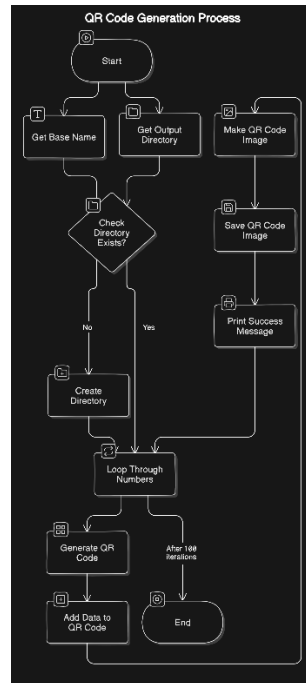 QR Code Generation Process
Start
Get Base Name
Get Output
Directory
Make QR Code
Image
Check
Directory
Exists?
Save QR Code
Image
No
Yes
Print Success
Message
Create
Directory
Loop Through
Numbers
Generate QR
Code
After 100
iterations
Add Data to
QR Code
End